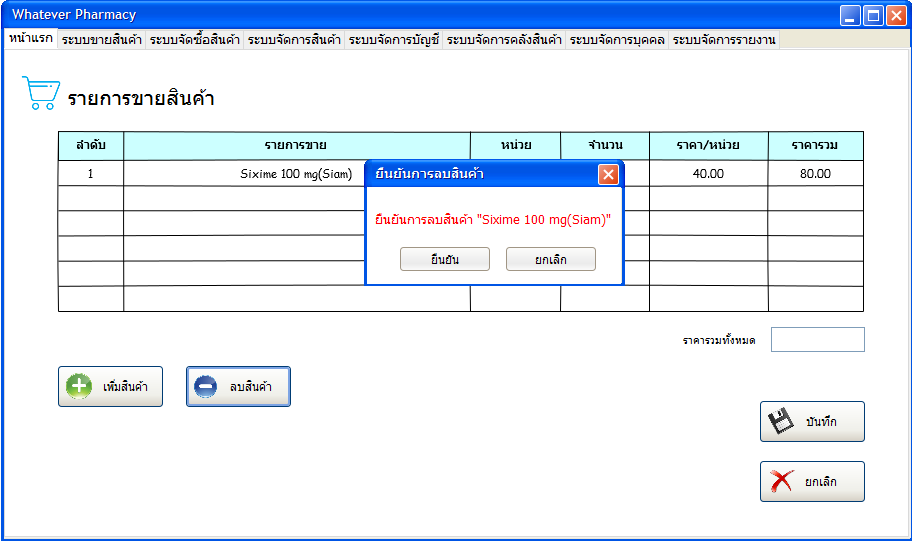 Whatever Pharmacy
หน้าแรก ระบบขายสินค้า ระบบจัดซื้อสินค้า ระบบจัดการสินค้า ระบบจัดการบัญชี ระบบจัดการคลังสินค้า ระบบจัดการบุคคล ระบบจัดการรายงาน
รายการขายสินค้า
ลำดับ รายการขาย หน่วย จำนวน ราคา/หน่วย ราคารวม
1 Sixime 100 mg(Siam) 40.00 80.00
ยืนยันการลบสินค้า
ยืนยันการลบสินค้า "Sixime 100 mg(Siam)"
ยืนยัน ยกเลิก
ราคารวมทั้งหมด
เพิ่มสินค้า ลบสินค้า
บันทึก
ยกเลิก